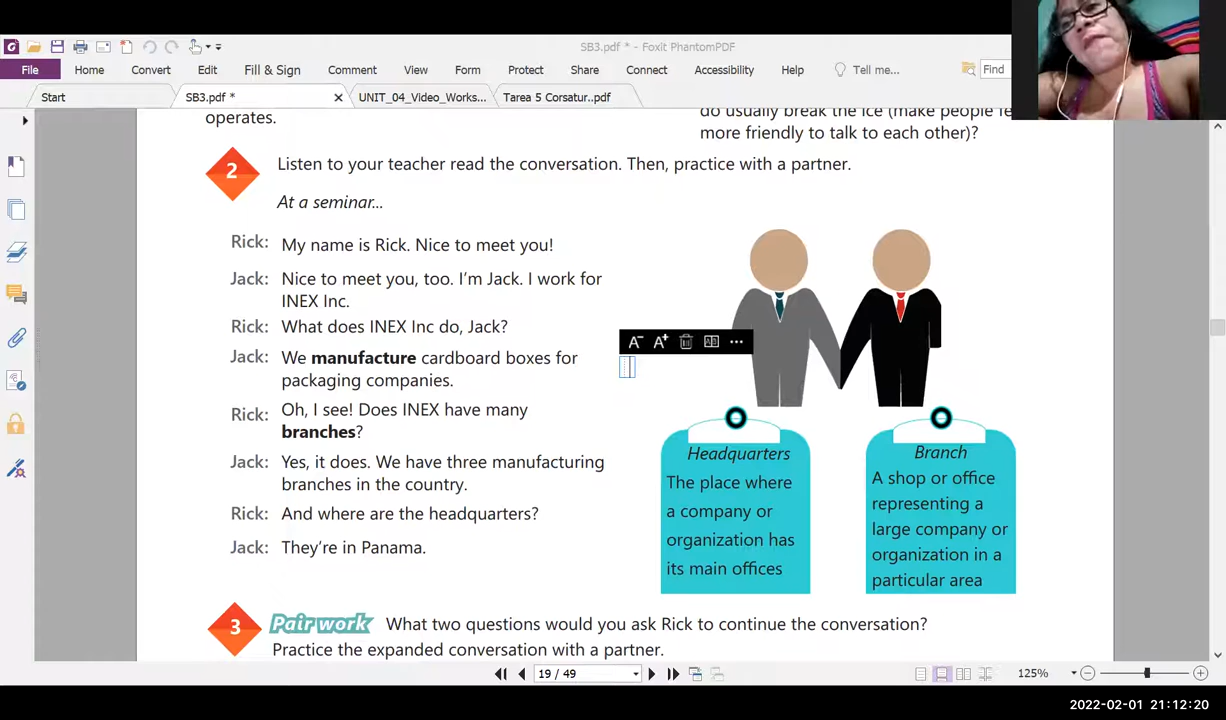 SB3.pdf * - Foxit PhantomPDF
File Home Convert Edit Fill & Sign Comment View Form Protect Share Connect Accessibility Help Tell me... Find
Start SB3.pdf * UNIT_04_Video_Works... Tarea 5 Corsatur..pdf
operates.
do usually break the ice (make people fe
more friendly to talk to each other)?
2 Listen to your teacher read the conversation. Then, practice with a partner.
At a seminar...
Rick: My name is Rick. Nice to meet you!
Jack: Nice to meet you, too. I'm Jack. I work for
INEX Inc.
Rick: What does INEX Inc do, Jack?
Jack: We manufacture cardboard boxes for
packaging companies.
Rick: Oh, I see! Does INEX have many
branches?
Jack: Yes, it does. We have three manufacturing
branches in the country.
Rick: And where are the headquarters?
Jack: They're in Panama.
Headquarters
The place where
a company or
organization has
its main offices
Branch
A shop or office
representing a
large company or
organization in a
particular area
3 Pair work What two questions would you ask Rick to continue the conversation?
Practice the expanded conversation with a partner.
19 / 49
125%
2022-02-01 21:12:20